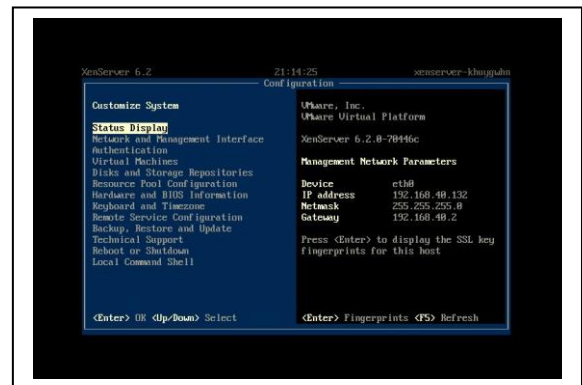 XenServer 6.2 21:14:25 xenserver-khuygwhm
Configuration
Customize System
Status Display
Network and Management Interface
Authentication
Virtual Machines
Disks and Storage Repositories
Resource Pool Configuration
Hardware and BIOS Information
Keyboard and Timezone
Remote Service Configuration
Backup, Restore and Update
Technical Support
Reboot or Shutdown
Local Command Shell
<Enter> OK <Up/Down> Select
VMware, Inc.
VMware Virtual Platform
XenServer 6.2.0-70446c
Management Network Parameters
Device eth0
IP address 192.168.40.132
Netmask 255.255.255.0
Gateway 192.168.40.2
Press <Enter> to display the SSL key
fingerprints for this host
<Enter> Fingerprints <F5> Refresh